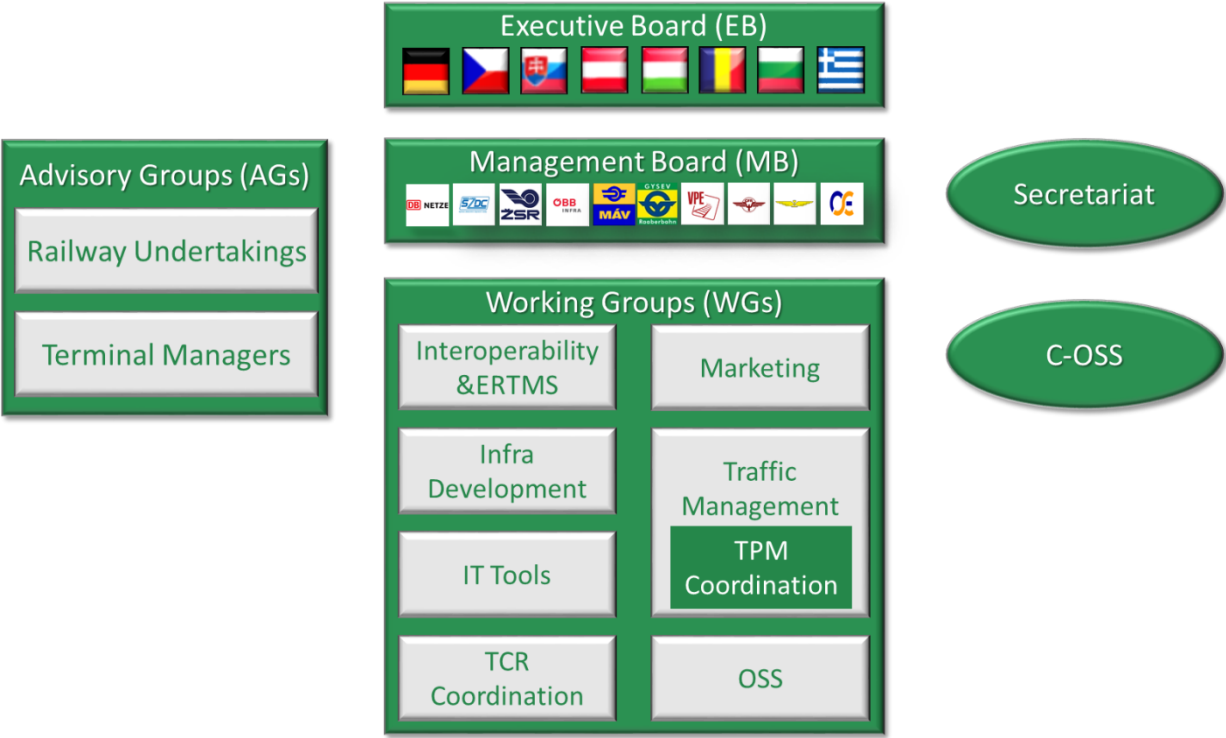 Executive Board (EB)
Advisory Groups (AGs)
Railway Undertakings
Terminal Managers
Management Board (MB)
DB NETZE
SŽDC
ŽSR
ÖBB
INFRA
MÁV
GYSEV
Raaberbahn
VPE
Working Groups (WGs)
Interoperability
&ERTMS
Marketing
Infra
Development
Traffic
Management
TPM
Coordination
IT Tools
TCR
Coordination
OSS
Secretariat
C-OSS